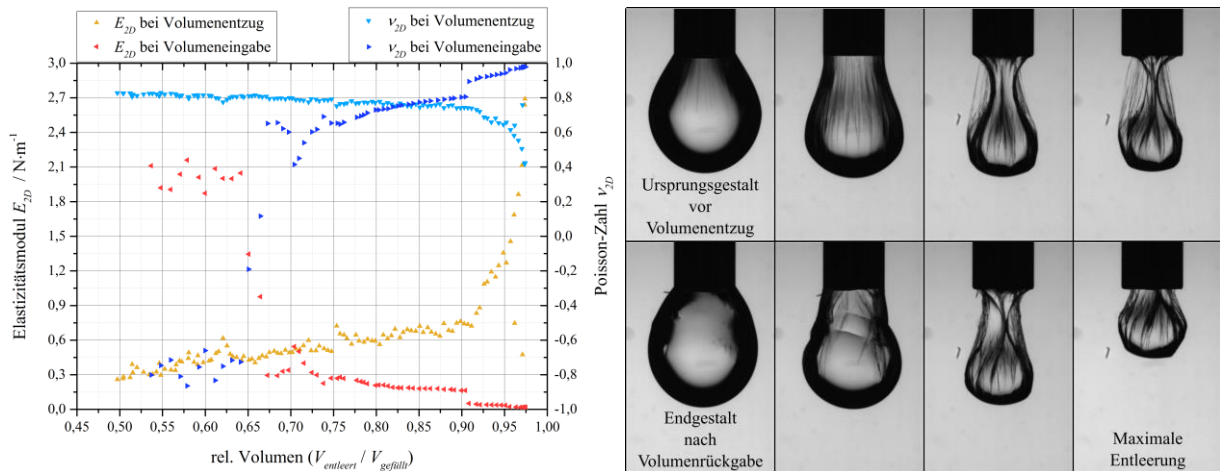 E2D bei Volumenentzug
E2D bei Volumeneingabe
ν2D bei Volumenentzug
ν2D bei Volumeneingabe
3,0
2,7
2,4
2,1
1,8
1,5
1,2
0,9
0,6
0,3
0,0
Elastizitätsmodul E2D / N·m-1
1,0
0,8
0,6
0,4
0,2
0,0
-0,2
-0,4
-0,6
-0,8
-1,0
Poisson-Zahl ν2D
0,45 0,50 0,55 0,60 0,65 0,70 0,75 0,80 0,85 0,90 0,95 1,00
rel. Volumen (Ventleert / Vgefüllt)
Ursprungsgestalt
vor
Volumenentzug
Endgestalt
nach
Volumenrückgabe
Maximale
Entleerung